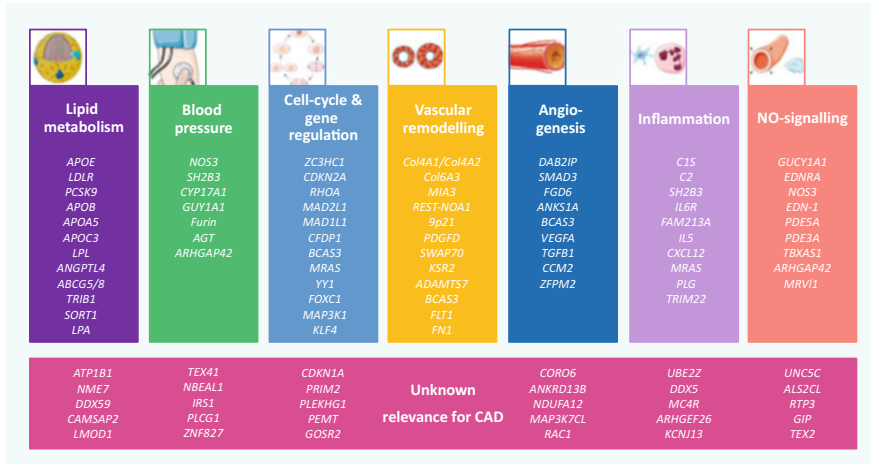 Lipid
metabolism
APOE
LDLR
PCSK9
APOB
APOA5
APOC3
LPL
ANGPTL4
ABCG5/8
TRIB1
SORT1
LPA
Blood
pressure
NOS3
SH2B3
CYP17A1
GUY1A1
Furin
AGT
ARHGAP42
Cell-cycle &
gene
regulation
ZC3HC1
CDKN2A
RHOA
MAD2L1
MAD1L1
CFDP1
BCAS3
MRAS
YY1
FOXC1
MAP3K1
KLF4
Vascular
remodelling
Col4A1/Col4A2
Col6A3
MIA3
REST-NOA1
9p21
PDGFD
SWAP70
KSR2
ADAMTS7
BCAS3
FLT1
FN1
Angio-
genesis
DAB2IP
SMAD3
FGD6
ANKS1A
BCAS3
VEGFA
TGFB1
CCM2
ZFPM2
Inflammation
C1S
C2
SH2B3
IL6R
FAM213A
IL5
CXCL12
MRAS
PLG
TRIM22
NO-signalling
GUCY1A1
EDNRA
NOS3
EDN-1
PDE5A
PDE3A
TBXAS1
ARHGAP42
MRVI1
ATP1B1
NME7
DDX59
CAMSAP2
LMOD1
TEX41
NBEAL1
IRS1
PLCG1
ZNF827
CDKN1A
PRIM2
PLEKHG1
PEMT
GOSR2
Unknown
relevance for CAD
CORO6
ANKRD13B
NDUFA12
MAP3K7CL
RAC1
UBE2Z
DDX5
MC4R
ARHGEF26
KCNJ13
UNC5C
ALS2CL
RTP3
GIP
TEX2